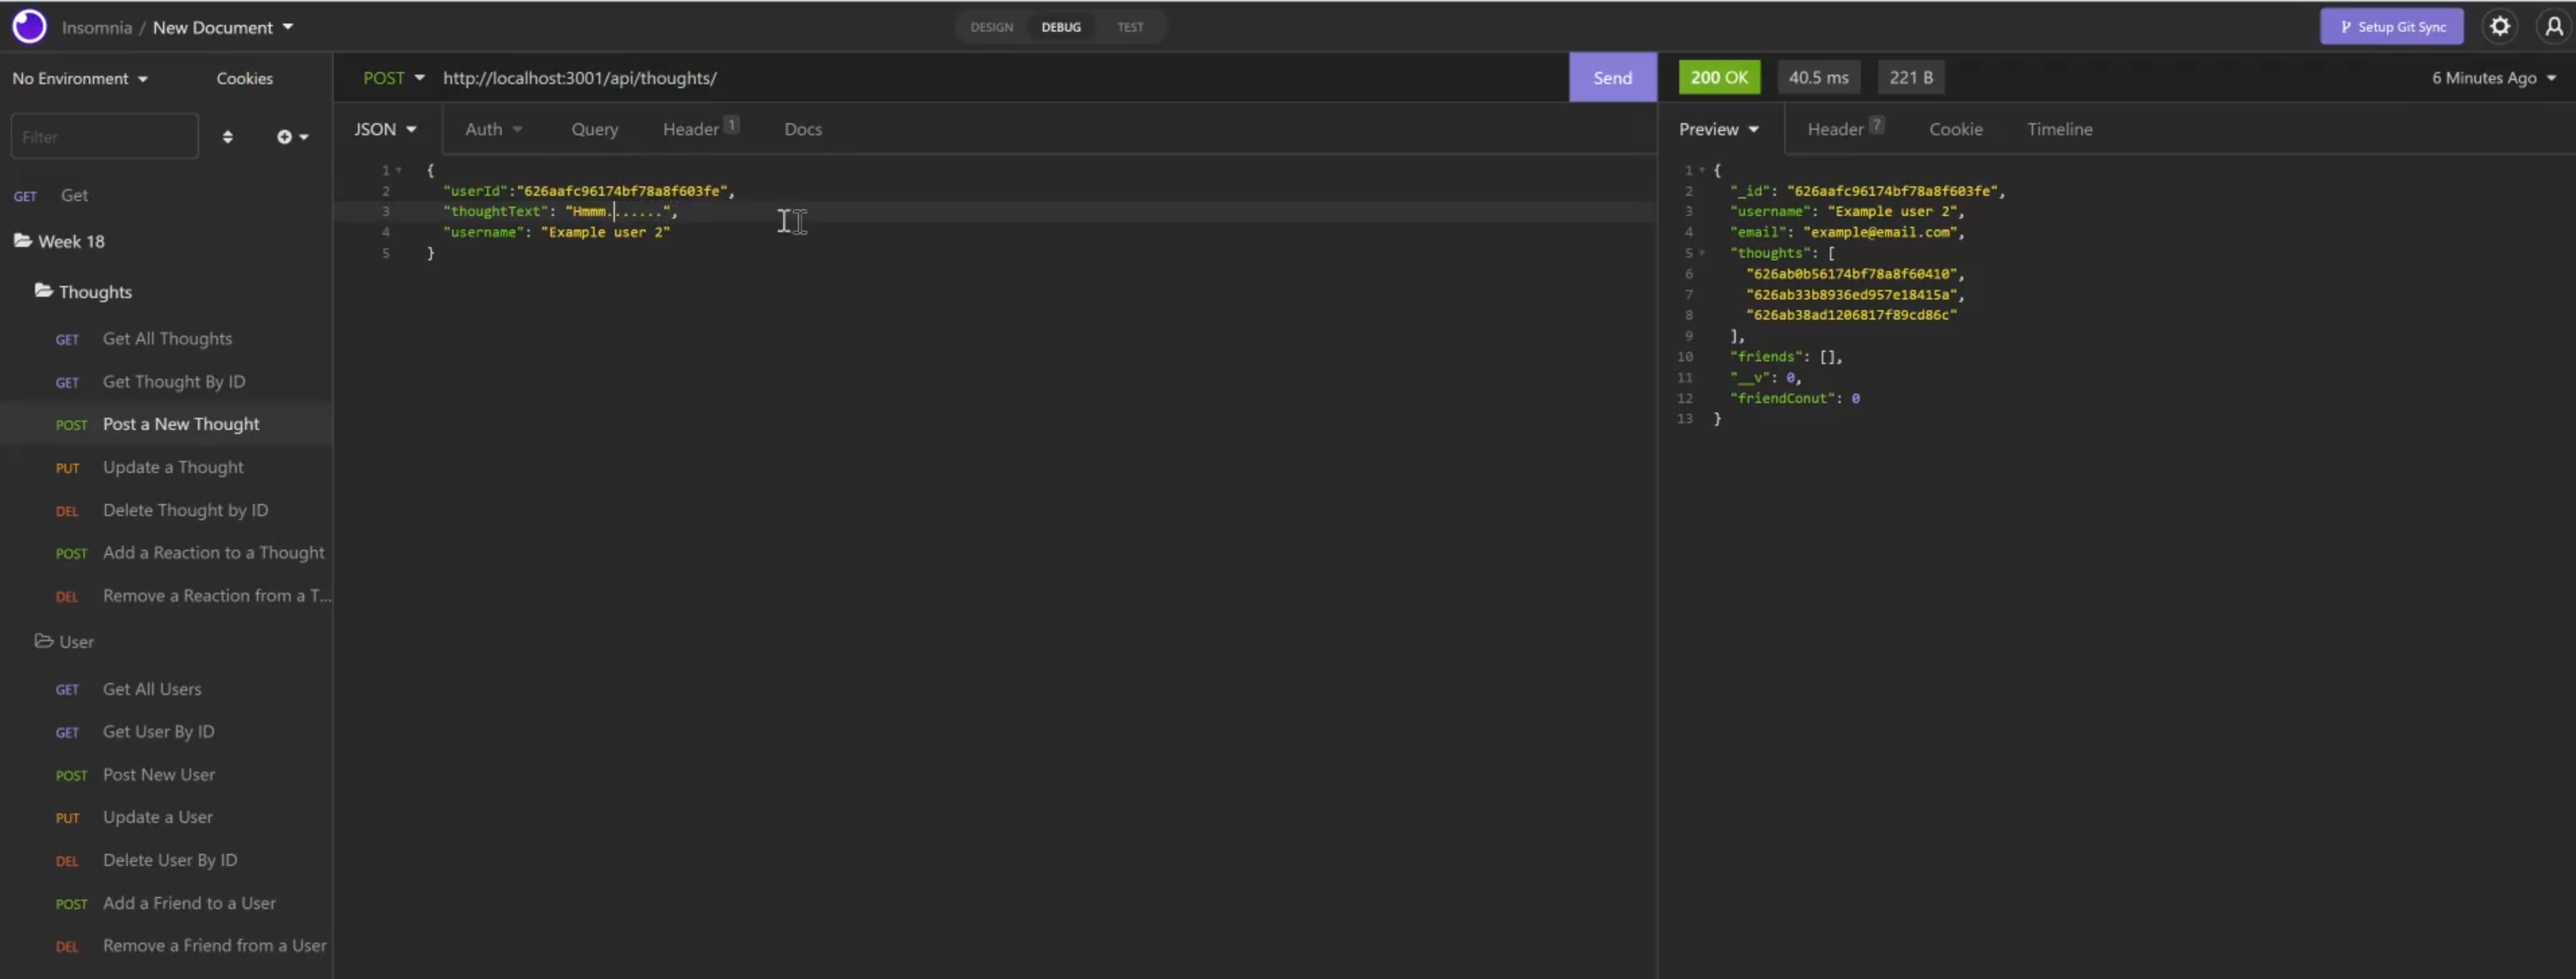 Insomnia / New Document
DESIGN DEBUG TEST
Setup Git Sync
No Environment Cookies
POST http://localhost:3001/api/thoughts/ Send
200 OK 40.5 ms 221 B 6 Minutes Ago
Filter
JSON Auth Query Header 1 Docs
Preview Header 7 Cookie Timeline
GET Get
Week 18
Thoughts
GET Get All Thoughts
GET Get Thought By ID
POST Post a New Thought
PUT Update a Thought
DEL Delete Thought by ID
POST Add a Reaction to a Thought
DEL Remove a Reaction from a T...
User
GET Get All Users
GET Get User By ID
POST Post New User
PUT Update a User
DEL Delete User By ID
POST Add a Friend to a User
DEL Remove a Friend from a User
1 {
2 "userId":"626aafc96174bf78a8f603fe",
3 "thoughtText": "Hmmm.......",
4 "username": "Example user 2"
5 }
1 {
2 "_id": "626aafc96174bf78a8f603fe",
3 "username": "Example user 2",
4 "email": "example@email.com",
5 "thoughts": [
6 "626ab0b56174bf78a8f60410",
7 "626ab33b8936ed957e18415a",
8 "626ab38ad1206817f89cd86c"
9 ],
10 "friends": [],
11 "__v": 0,
12 "friendConut": 0
13 }